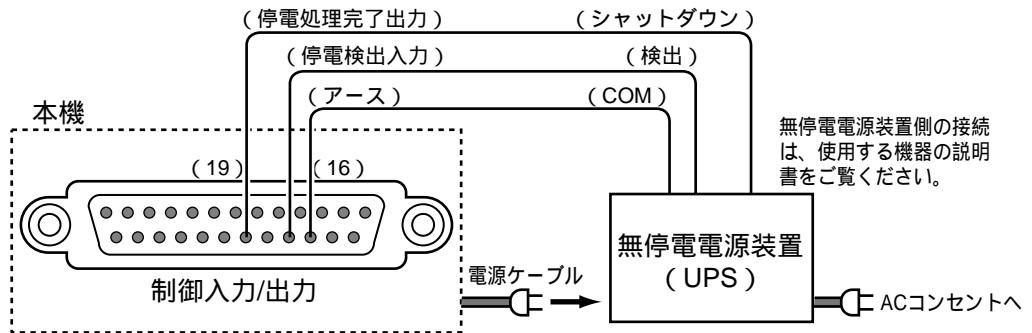 （停電処理完了出力）
（シャットダウン）
（停電検出入力）
（検出）
（アース）
（COM）
本機
（19）
（16）
無停電電源装置側の接続
は、使用する機器の説明
書をご覧ください。
制御入力/出力
電源ケーブル
無停電電源装置
（UPS）
ACコンセントへ